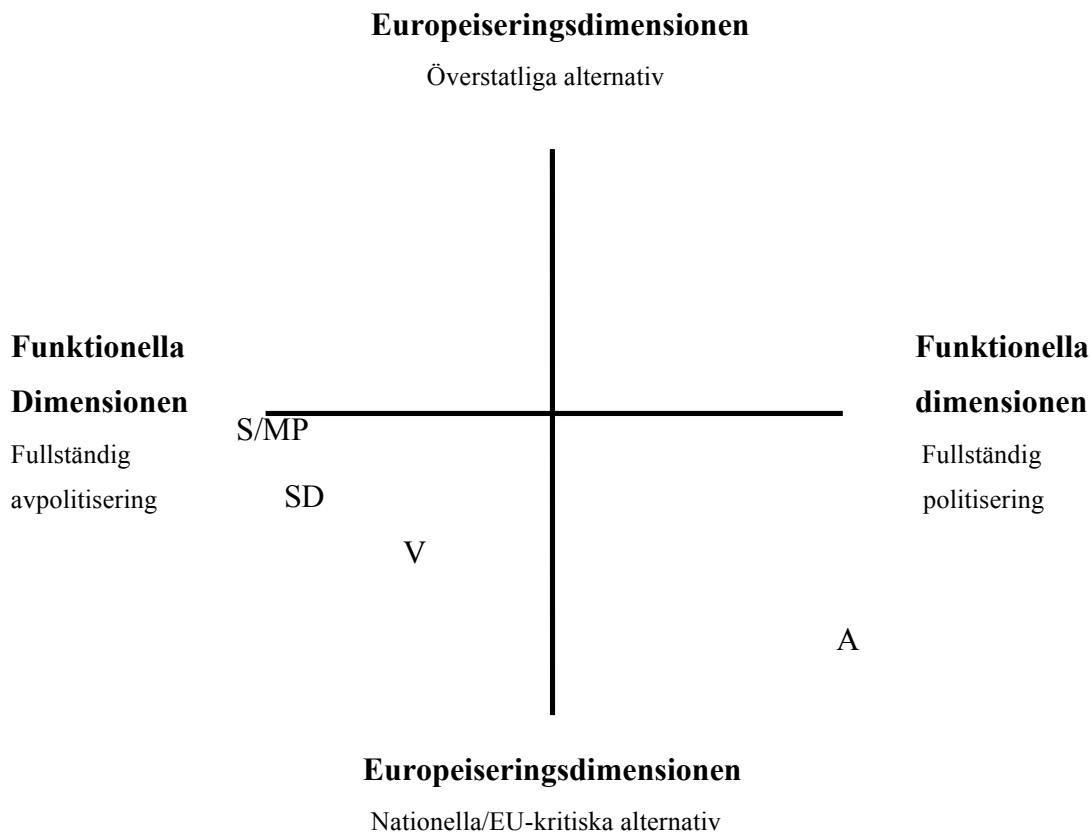 Europeiseringsdimensionen
Överstatliga alternativ
Funktionella
Dimensionen
Fullständig
avpolitisering
Funktionella
dimensionen
Fullständig
politisering
S/MP
SD
V
A
Europeiseringsdimensionen
Nationella/EU-kritiska alternativ